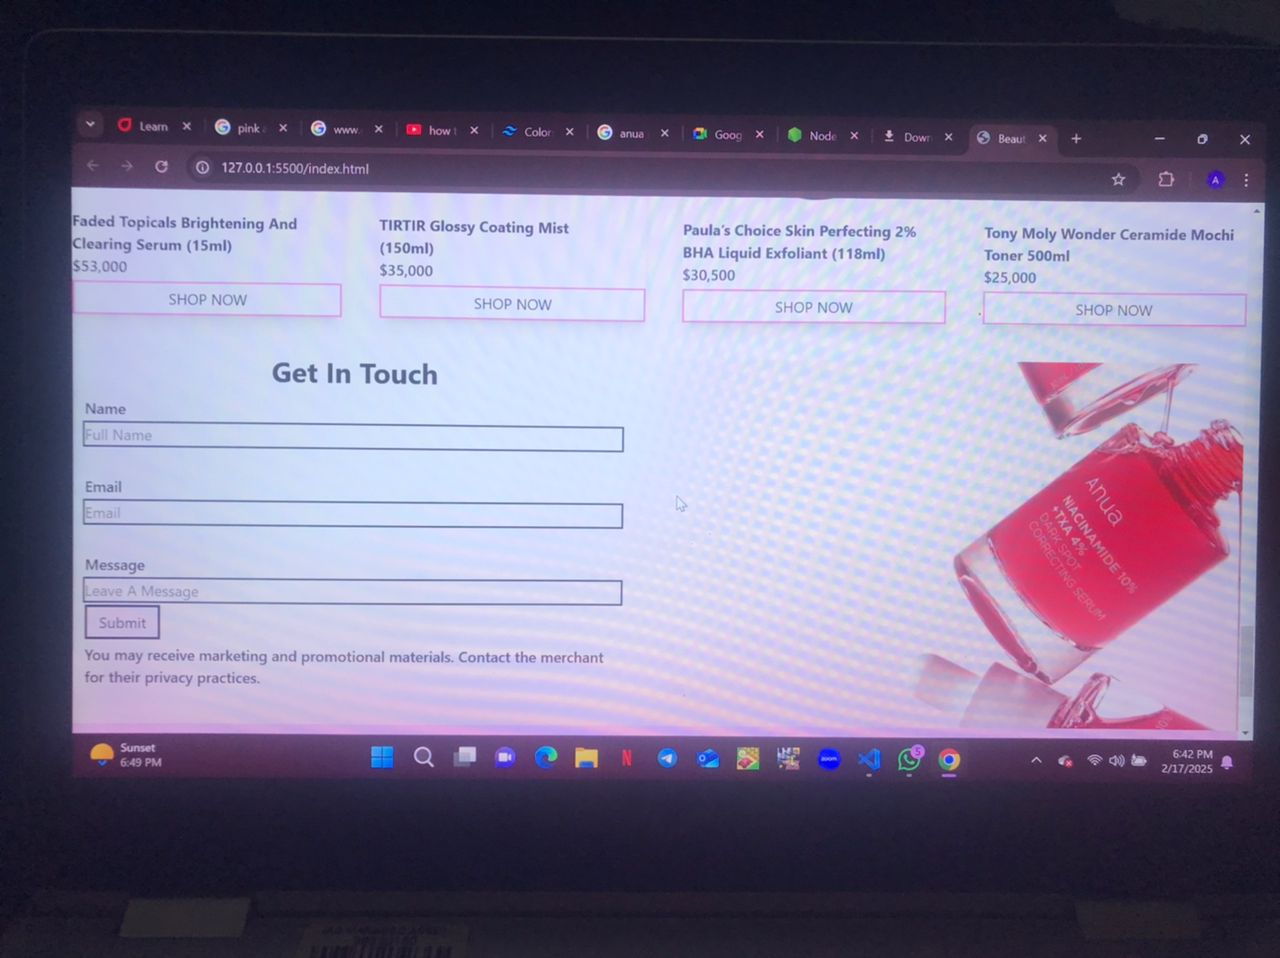 Learn
pink
www.
how t
Color
anua
Goog
Node
Down
Beaut
127.0.0.1:5500/index.html
A
Faded Topicals Brightening And
Clearing Serum (15ml)
$53,000
SHOP NOW
TIRTIR Glossy Coating Mist
(150ml)
$35,000
SHOP NOW
Paula's Choice Skin Perfecting 2%
BHA Liquid Exfoliant (118ml)
$30,500
SHOP NOW
Tony Moly Wonder Ceramide Mochi
Toner 500ml
$25,000
SHOP NOW
Get In Touch
Name
Full Name
Email
Email
Message
Leave A Message
Submit
You may receive marketing and promotional materials. Contact the merchant
for their privacy practices.
Anua
NIACINAMIDE 10%
+TXA 4%
DARK SPOT
CORRECTING SERUM
Sunset
6:49 PM
N
zoom
5
6:42 PM
2/17/2025